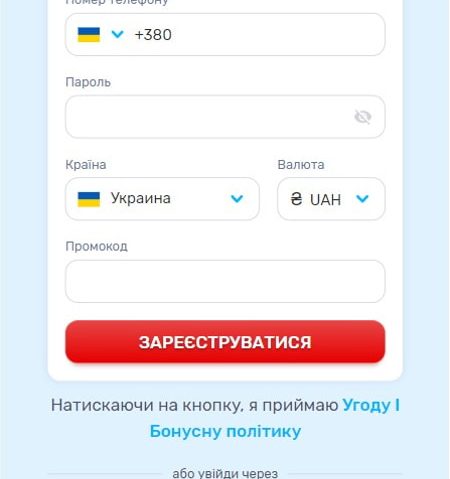 Номер телефону
+380
Пароль
Країна
Валюта
Украина
₴ UAH
Промокод
ЗАРЕЄСТРУВАТИСЯ
Натискаючи на кнопку, я приймаю Угоду І
Бонусну політику
або увійди через